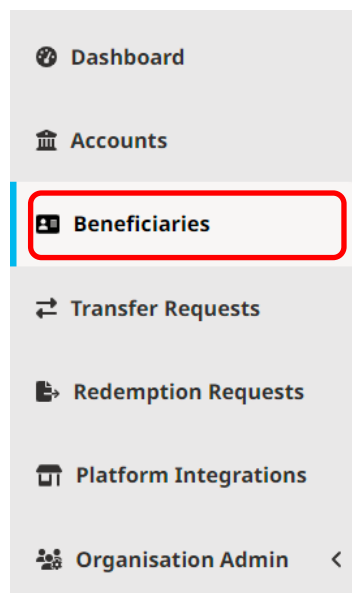 Dashboard
Accounts
Beneficiaries
Transfer Requests
Redemption Requests
Platform Integrations
Organisation Admin